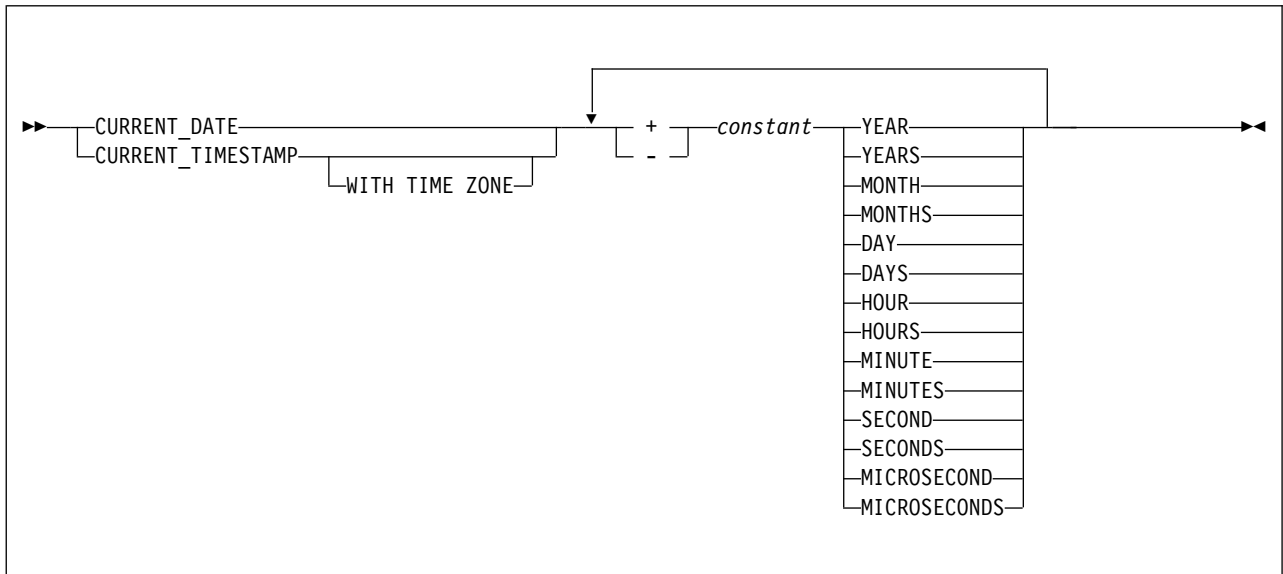 CURRENT_DATE + constant YEAR
CURRENT_TIMESTAMP - YEARS
WITH TIME ZONE MONTH
MONTHS
DAY
DAYS
HOUR
HOURS
MINUTE
MINUTES
SECOND
SECONDS
MICROSECOND
MICROSECONDS